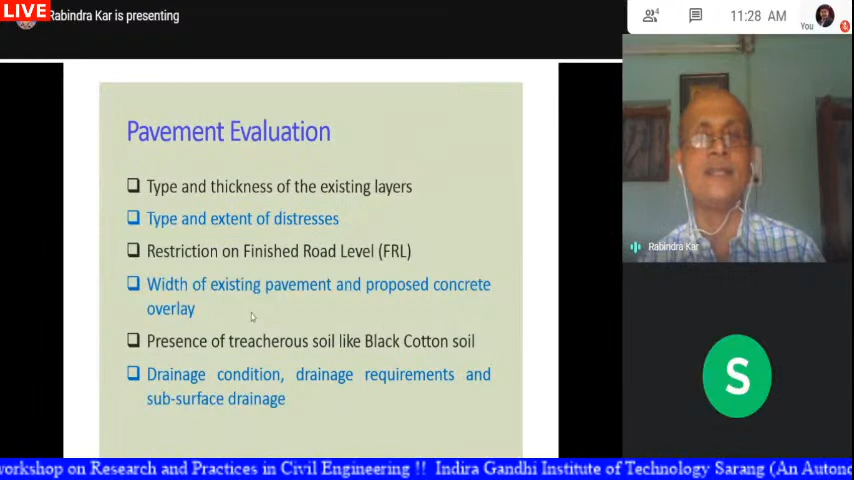 LIVE
Rabindra Kar is presenting
4
11:28 AM
You
Pavement Evaluation
Type and thickness of the existing layers
Type and extent of distresses
Restriction on Finished Road Level (FRL)
Width of existing pavement and proposed concrete
overlay
Presence of treacherous soil like Black Cotton soil
Drainage condition, drainage requirements and
sub-surface drainage
Rabindra Kar
S
workshop on Research and Practices in Civil Engineering !! Indira Gandhi Institute of Technology Sarang (An